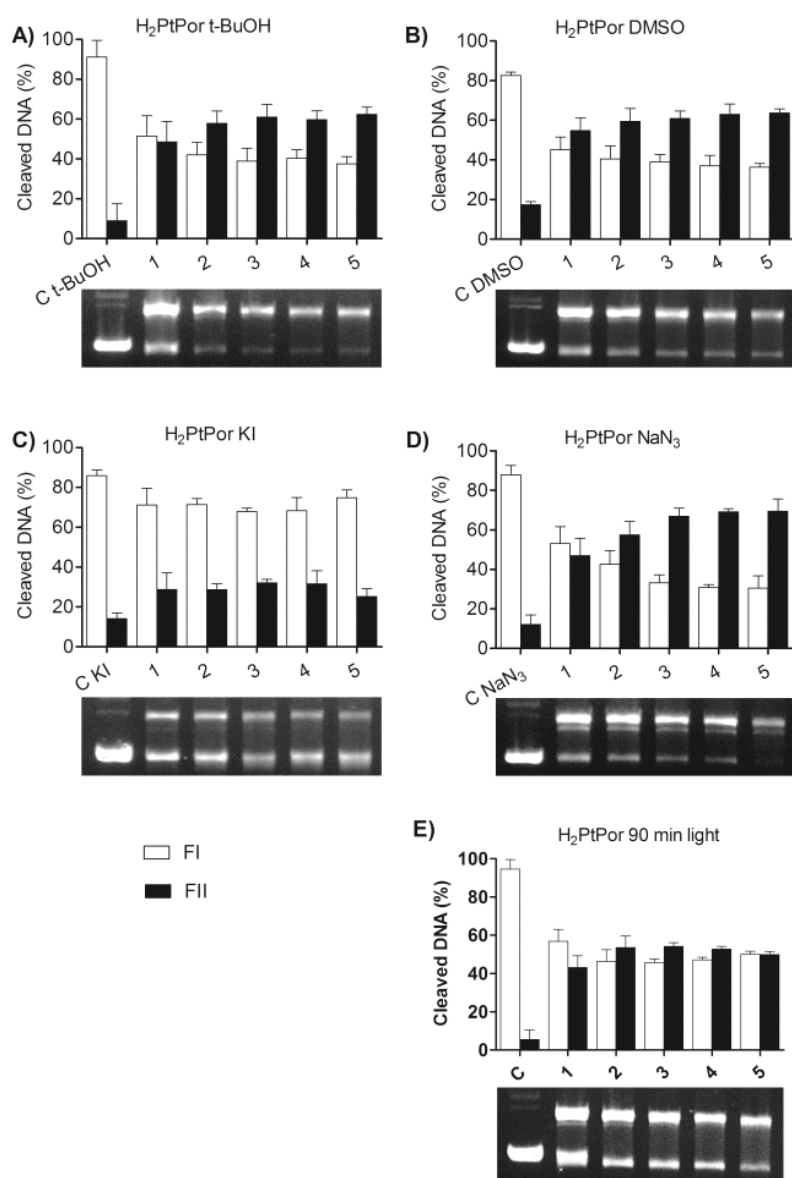 A)
H₂PtPor t-BuOH
Cleaved DNA (%)
100
80
60
40
20
0
C t-BuOH 1 2 3 4 5
B)
H₂PtPor DMSO
Cleaved DNA (%)
100
80
60
40
20
0
C DMSO 1 2 3 4 5
C)
H₂PtPor KI
Cleaved DNA (%)
100
80
60
40
20
0
C KI 1 2 3 4 5
D)
H₂PtPor NaN₃
Cleaved DNA (%)
100
80
60
40
20
0
C NaN₃ 1 2 3 4 5
FI
FII
E)
H₂PtPor 90 min light
Cleaved DNA (%)
100
80
60
40
20
0
C 1 2 3 4 5